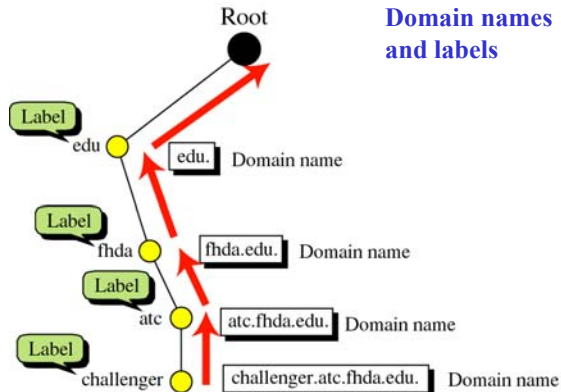 Root
Domain names
and labels
Label
edu
edu.
Domain name
Label
fhda
fhda.edu.
Domain name
Label
atc
atc.fhda.edu.
Domain name
Label
challenger
challenger.atc.fhda.edu.
Domain name